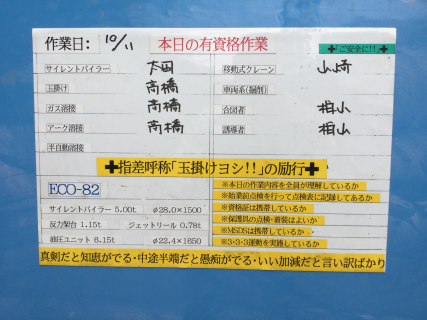 作業日: 10/11 本日の有資格作業 ✚ご安全に!!✚
サイレントパイラー 太田 移動式クレーン 山崎
玉掛け 高橋 車両系(掘削)
ガス溶接 高橋 合図者 相山
アーク溶接 高橋 誘導者 相山
半自動溶接
✚指差呼称「玉掛けヨシ!!」の励行✚
ECO-82 ※本日の作業内容を全員が理解しているか
※始業前点検を行って点検表に記録してあるか
サイレントパイラー 5.00t φ28.0×1500 ※資格証は携帯しているか
※保護具の点検・着装はよいか
反力架台 1.15t ジェットリール 0.78t ※MSDSは携帯しているか
油圧ユニット 6.15t φ22.4×1650 ※3・3・3運動を実施しているか
真剣だと知恵がでる・中途半端だと愚痴がでる・いい加減だと言い訳ばかり